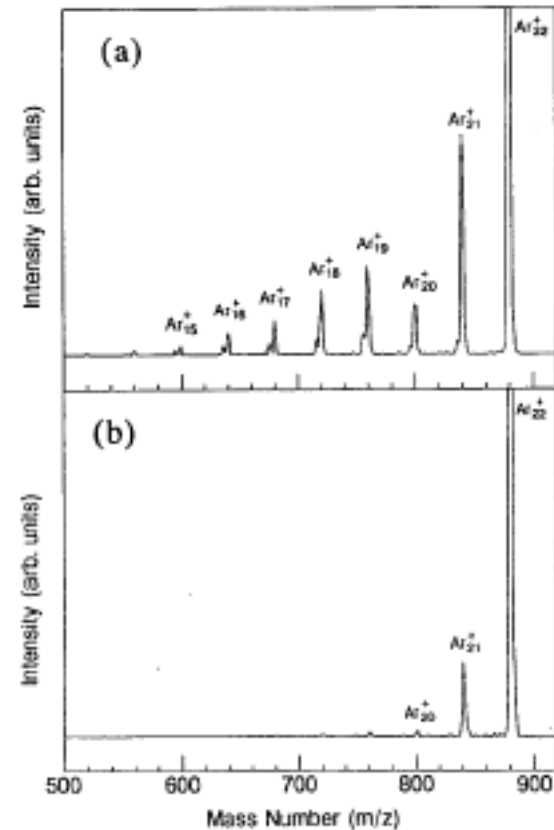 (a)
Ar₂₂⁺
Ar₂₁⁺
Ar₂₀⁺
Ar₁₉⁺
Ar₁₈⁺
Ar₁₇⁺
Ar₁₆⁺
Ar₁₅⁺
Intensity (arb. units)
(b)
Ar₂₂⁺
Ar₂₁⁺
Ar₂₀⁺
Intensity (arb. units)
500 600 700 800 900
Mass Number (m/z)